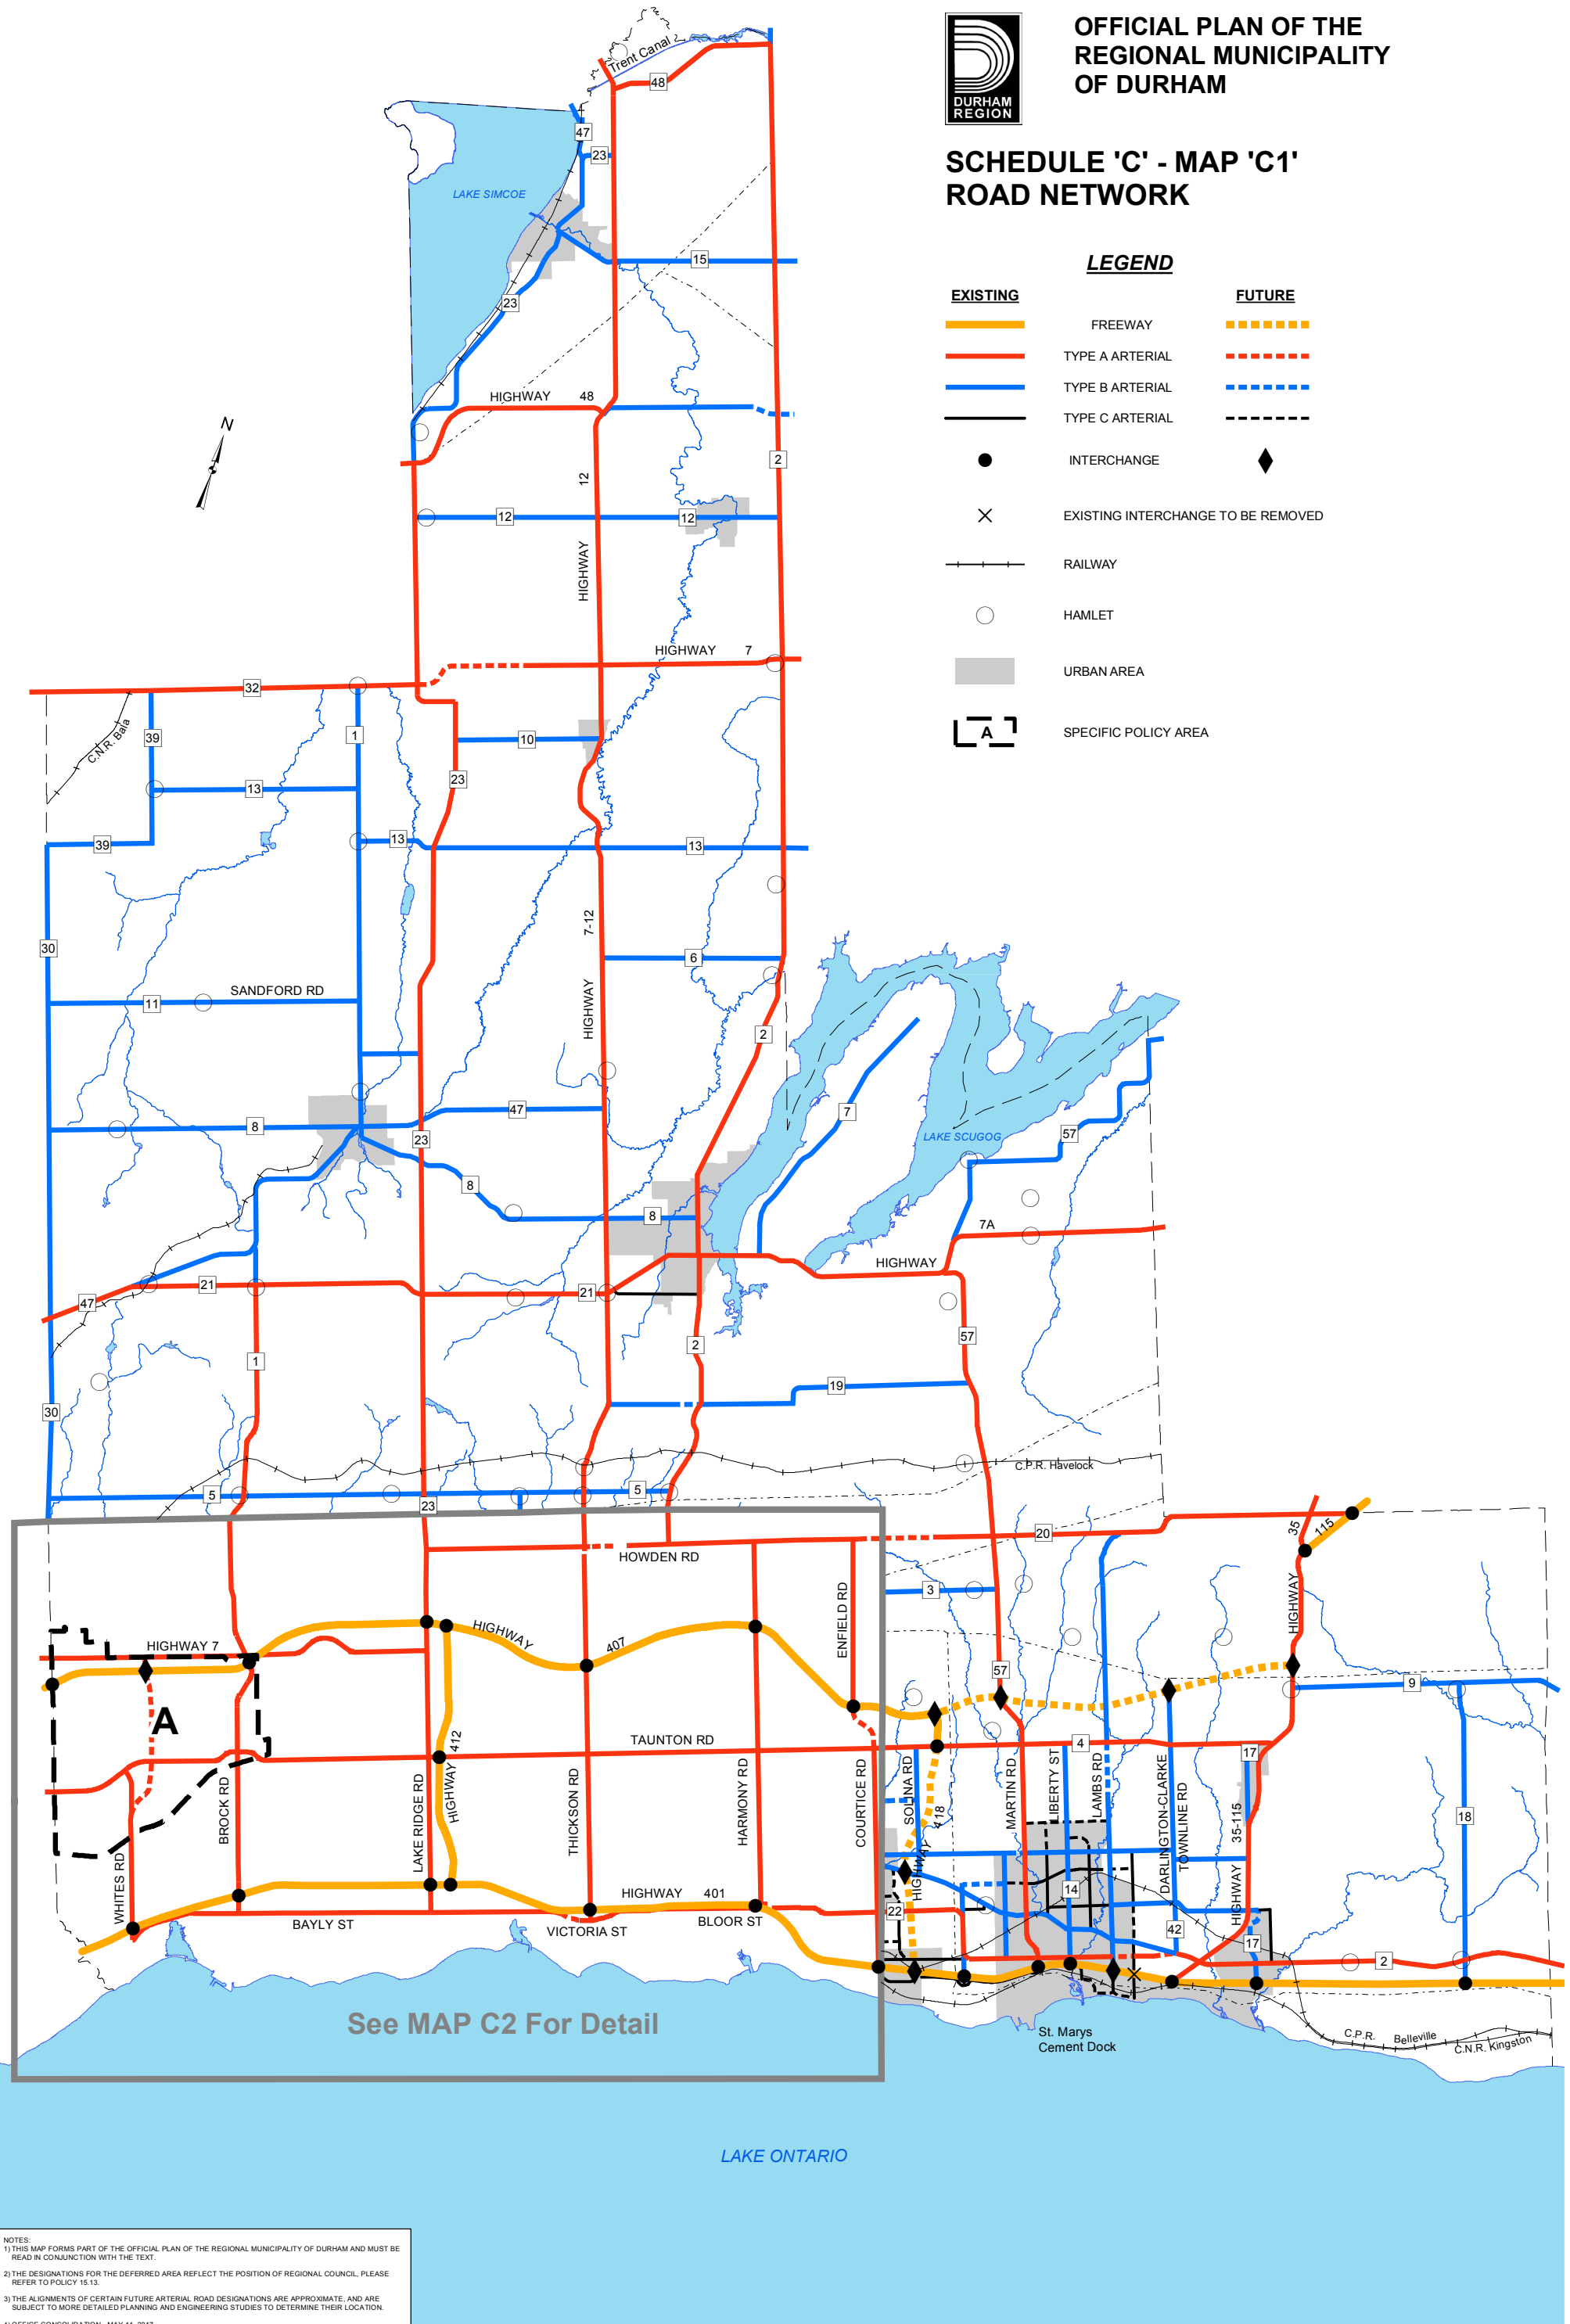 OFFICIAL PLAN OF THE
REGIONAL MUNICIPALITY
OF DURHAM
DURHAM
REGION
SCHEDULE 'C' - MAP 'C1'
ROAD NETWORK
LEGEND
EXISTING
FUTURE
FREEWAY
TYPE A ARTERIAL
TYPE B ARTERIAL
TYPE C ARTERIAL
INTERCHANGE
EXISTING INTERCHANGE TO BE REMOVED
RAILWAY
HAMLET
URBAN AREA
A
SPECIFIC POLICY AREA
N
Trent Canal
48
47
23
LAKE SIMCOE
15
23
HIGHWAY 48
2
12
12
12
HIGHWAY
HIGHWAY 7
32
C.N.R. Bala
39
1
10
23
13
39
13
13
30
7-12
6
SANDFORD RD
11
HIGHWAY
2
47
7
8
23
LAKE SCUGOG
57
8
8
7A
HIGHWAY
21
47
21
57
2
1
19
30
C.P.R. Havelock
5
5
23
35
115
20
HOWDEN RD
3
ENFIELD RD
HIGHWAY
HIGHWAY
407
HIGHWAY 7
57
9
A
412
TAUNTON RD
4
17
BROCK RD
LAKE RIDGE RD
HIGHWAY
THICKSON RD
HARMONY RD
COURTICE RD
SOLINA RD
418
HIGHWAY
MARTIN RD
LIBERTY ST
LAMBS RD
DARLINGTON-CLARKE
TOWNLINE RD
35-115
HIGHWAY
18
WHITES RD
14
HIGHWAY 401
22
BAYLY ST
VICTORIA ST
BLOOR ST
42
17
2
See MAP C2 For Detail
St. Marys
Cement Dock
C.P.R. Belleville
C.N.R. Kingston
LAKE ONTARIO
NOTES:
1) THIS MAP FORMS PART OF THE OFFICIAL PLAN OF THE REGIONAL MUNICIPALITY OF DURHAM AND MUST BE
READ IN CONJUNCTION WITH THE TEXT.
2) THE DESIGNATIONS FOR THE DEFERRED AREA REFLECT THE POSITION OF REGIONAL COUNCIL, PLEASE
REFER TO POLICY 15.13.
3) THE ALIGNMENTS OF CERTAIN FUTURE ARTERIAL ROAD DESIGNATIONS ARE APPROXIMATE, AND ARE
SUBJECT TO MORE DETAILED PLANNING AND ENGINEERING STUDIES TO DETERMINE THEIR LOCATION.